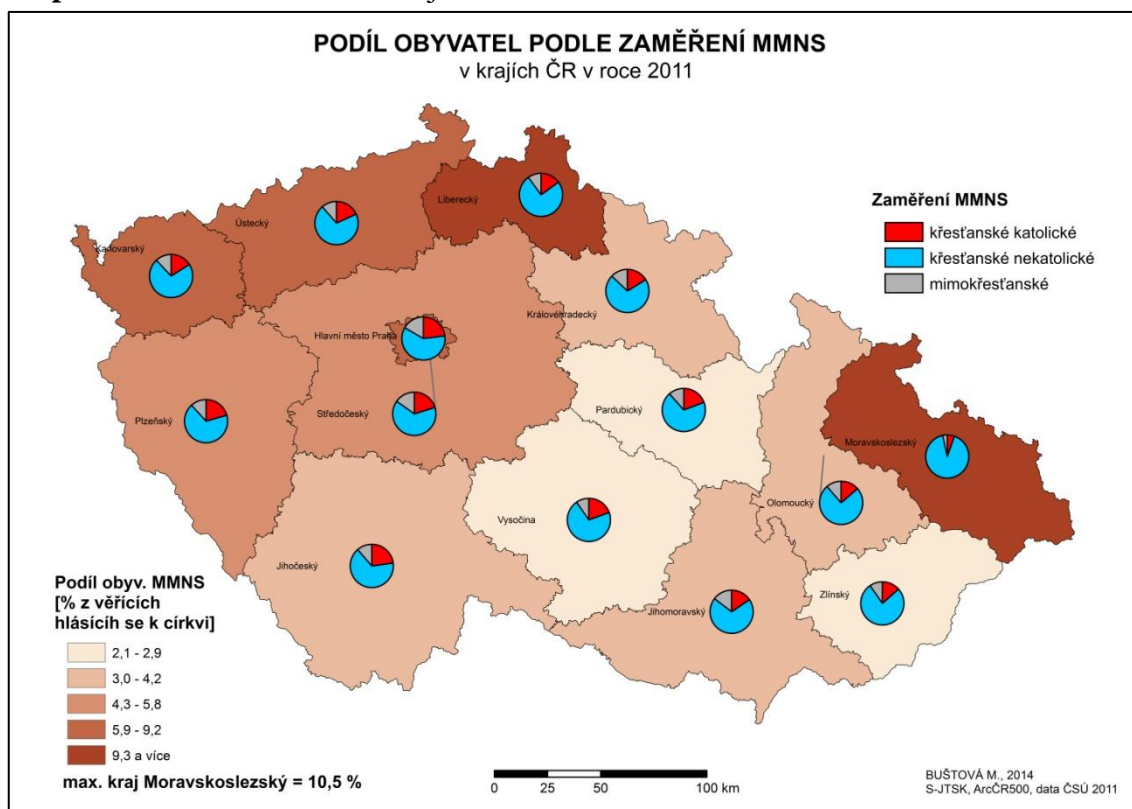 PODÍL OBYVATEL PODLE ZAMĚŘENÍ MMNS
v krajích ČR v roce 2011
Zaměření MMNS
křesťanské katolické
křesťanské nekatolické
mimokřesťanské
Liberecký
Ústecký
Kadovarský
Královéhradecký
Hlavní město Praha
Středočeský
Plzeňský
Pardubický
Moravskoslezský
Olomoucký
Vysočina
Jihočeský
Jihomoravský
Zlínský
Podíl obyv. MMNS
[% z věřících
hlásícíh se k církvi]
2,1 - 2,9
3,0 - 4,2
4,3 - 5,8
5,9 - 9,2
9,3 a více
max. kraj Moravskoslezský = 10,5 %
0 25 50 100 km
BUŠTOVÁ M., 2014
S-JTSK, ArcČR500, data ČSÚ 2011